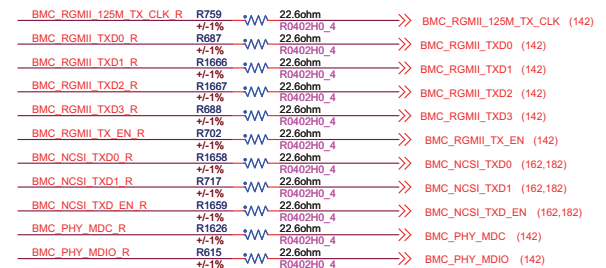 BMC_RGMII_125M_TX_CLK_R R759 22.6ohm BMC_RGMII_125M_TX_CLK (142)
+/-1% R0402H0_4
BMC_RGMII_TXD0_R R687 22.6ohm BMC_RGMII_TXD0 (142)
+/-1% R0402H0_4
BMC_RGMII_TXD1_R R1666 22.6ohm BMC_RGMII_TXD1 (142)
+/-1% R0402H0_4
BMC_RGMII_TXD2_R R1667 22.6ohm BMC_RGMII_TXD2 (142)
+/-1% R0402H0_4
BMC_RGMII_TXD3_R R688 22.6ohm BMC_RGMII_TXD3 (142)
+/-1% R0402H0_4
BMC_RGMII_TX_EN_R R702 22.6ohm BMC_RGMII_TX_EN (142)
+/-1% R0402H0_4
BMC_NCSI_TXD0_R R1658 22.6ohm BMC_NCSI_TXD0 (162,182)
+/-1% R0402H0_4
BMC_NCSI_TXD1_R R717 22.6ohm BMC_NCSI_TXD1 (162,182)
+/-1% R0402H0_4
BMC_NCSI_TXD_EN_R R1659 22.6ohm BMC_NCSI_TXD_EN (162,182)
+/-1% R0402H0_4
BMC_PHY_MDC_R R1626 22.6ohm BMC_PHY_MDC (142)
+/-1% R0402H0_4
BMC_PHY_MDIO_R R615 22.6ohm BMC_PHY_MDIO (142)
+/-1% R0402H0_4